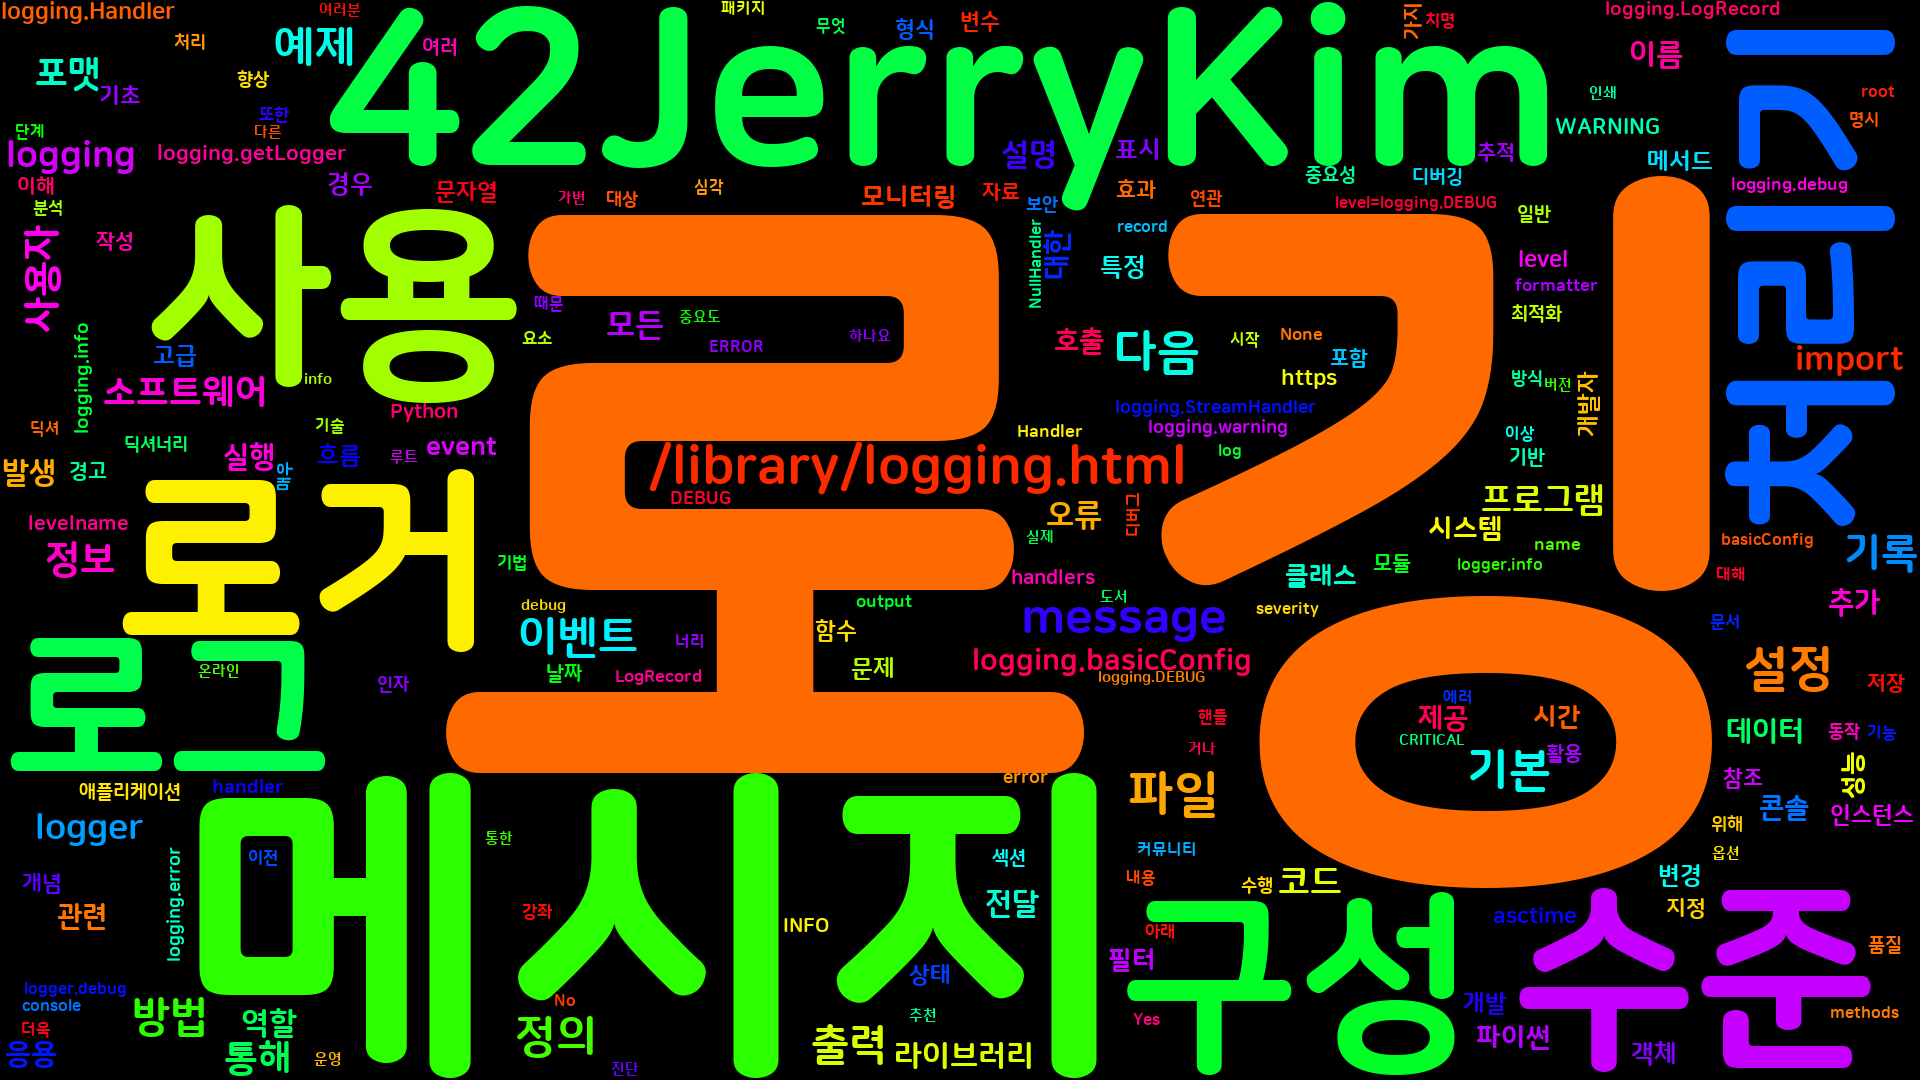 logging.Handler
여러분
패키지
무엇
형식
변수
가지
치명
logging.LogRecord
처리
예제
여러
42JerryKim
이름
포맷
향상
기초
인쇄
root
또한
단계
다른
WARNING
명시
logging
logging.getLogger
설명
표시
추적
메서드
처리기
이해
경우
문자열
가변
대상
심각
모니터링
자료
효과
연관
중요성
디버깅
logging.debug
분석
보안
level=logging.DEBUG
일반
사용자
작성
사용
로깅
record
NullHandler
대한
특정
level
formatter
때문
모든
중요도
하나요
ERROR
호출
다음
시작
None
포함
최적화
요소
고급
logging.info
소프트웨어
info
https
방식
버전
개발자
import
Python
logging.StreamHandler
logging.warning
딕셔
딕셔너리
기술
event
Handler
log
이상
기반
발생
경고
실행
아
봄
흐름
루트
/library/logging.html
DEBUG
프로그램
로거
levelname
오류
디버그
시스템
basicConfig
기록
정보
기법
실제
name
handlers
클래스
모듈
logger.info
대해
debug
output
도서
message
severity
추가
이벤트
너리
함수
문서
로그
온라인
인자
날짜
LogRecord
문제
logging.basicConfig
logging.DEBUG
설정
저장
에러
핸들
제공
시간
CRITICAL
데이터
동작
기능
거나
기본
활용
애플리케이션
handler
error
파일
참조
성능
메시지
logger
콘솔
인스턴스
이전
통한
커뮤니티
위해
logging.error
섹션
옵션
개념
내용
수행
코드
변경
관련
강좌
INFO
전달
구성
asctime
수준
지정
아래
필터
품질
상태
logger.debug
console
No
개발
방법
역할
정의
추천
Yes
methods
더욱
출력
라이브러리
파이썬
응용
통해
운영
진단
객체